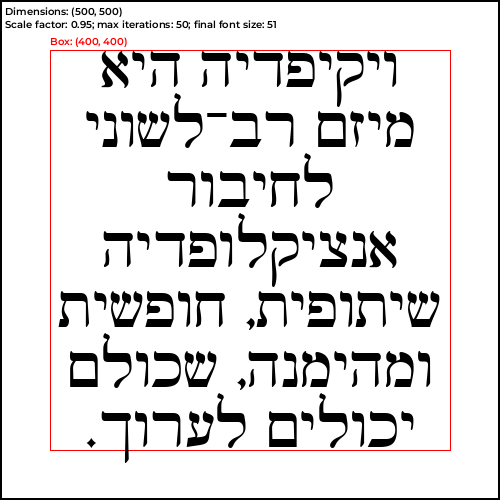 Dimensions: (500, 500)
Scale factor: 0.95; max iterations: 50; final font size: 51
Box: (400, 400)
ויקיפדיה היא
מיזם רב־לשוני
לחיבור
אנציקלופדיה
שיתופית, חופשית
ומהימנה, שכולם
יכולים לערוך.